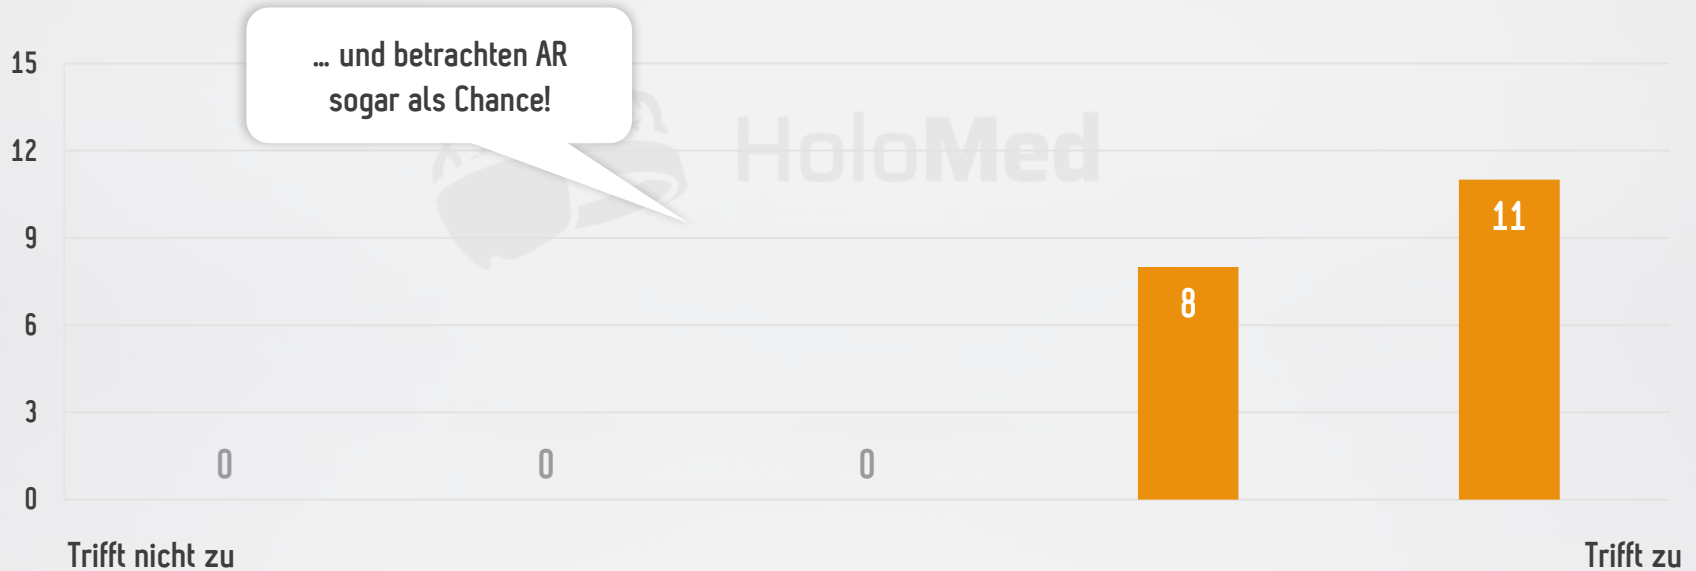 ... und betrachten AR
sogar als Chance!
HoloMed
15
12
9
6
3
0
0
0
0
8
11
Trifft nicht zu
Trifft zu